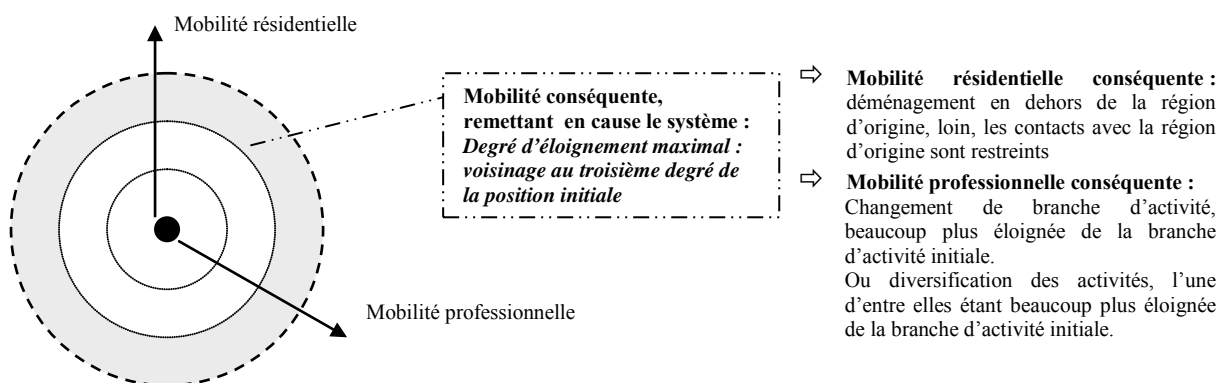 Mobilité résidentielle
Mobilité conséquente,
remettant en cause le système :
Degré d’éloignement maximal :
voisinage au troisième degré de
la position initiale
Mobilité professionnelle
⇨ Mobilité résidentielle conséquente :
déménagement en dehors de la région
d’origine, loin, les contacts avec la région
d’origine sont restreints
⇨ Mobilité professionnelle conséquente :
Changement de branche d’activité,
beaucoup plus éloignée de la branche
d’activité initiale.
Ou diversification des activités, l’une
d’entre elles étant beaucoup plus éloignée
de la branche d’activité initiale.